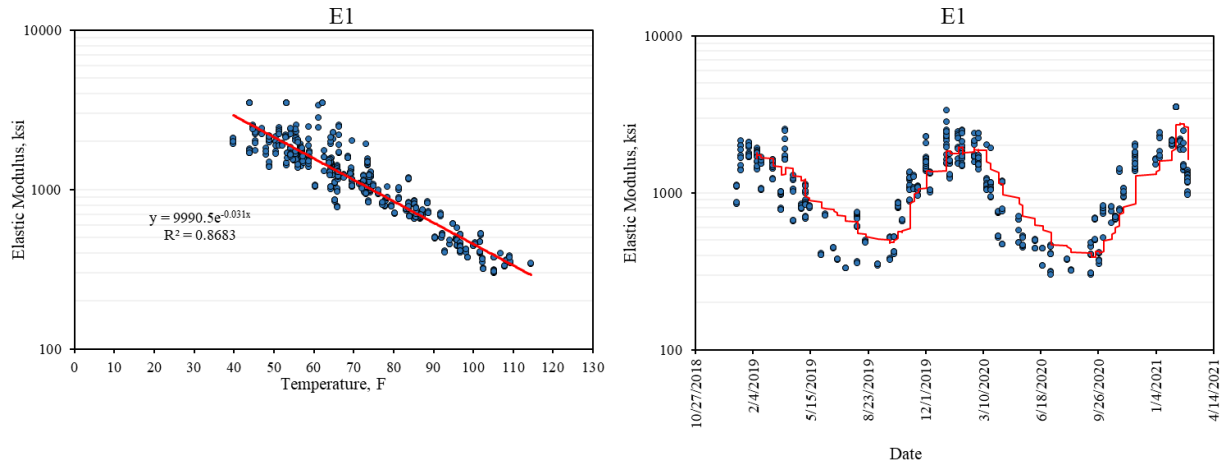 E1
10000
1000
100
Elastic Modulus, ksi
y = 9990.5e-0.031x
R² = 0.8683
0 10 20 30 40 50 60 70 80 90 100 110 120 130
Temperature, F
E1
10000
1000
100
Elastic Modulus, ksi
10/27/2018
2/4/2019
5/15/2019
8/23/2019
12/1/2019
3/10/2020
6/18/2020
9/26/2020
1/4/2021
4/14/2021
Date